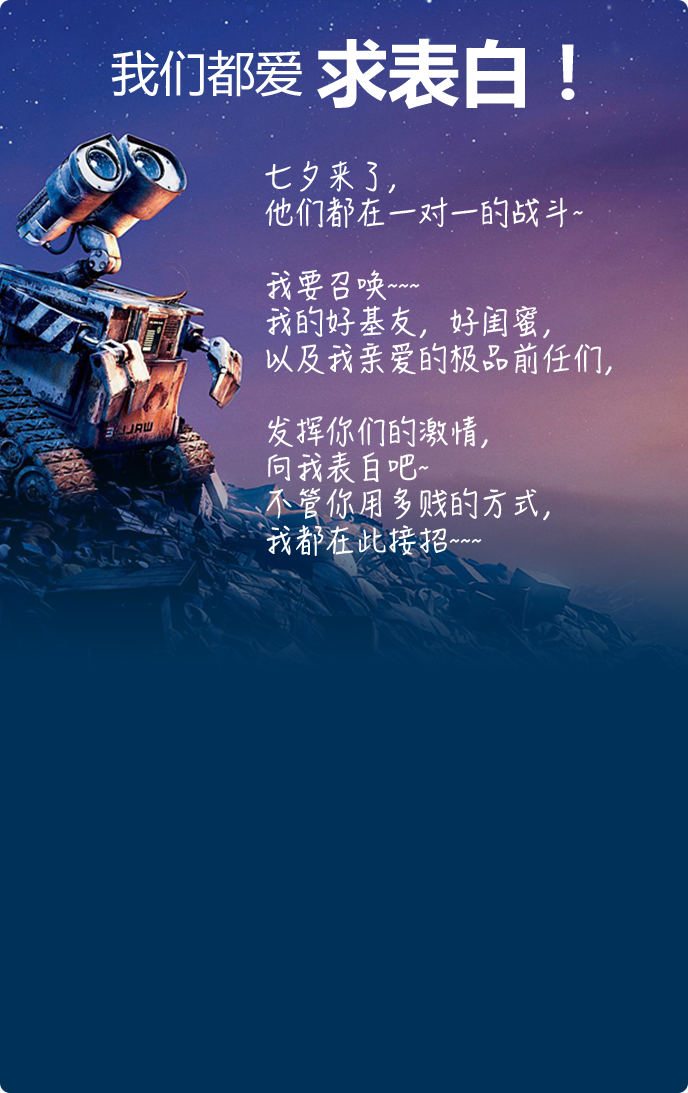 我们都爱 求表白！
七夕来了，
他们都在一对一的战斗~
我要召唤~~~
我的好基友，好闺蜜，
以及我亲爱的极品前任们，
发挥你们的激情，
向我表白吧~
不管你用多贱的方式，
我都在此接招~~~
WALL·E